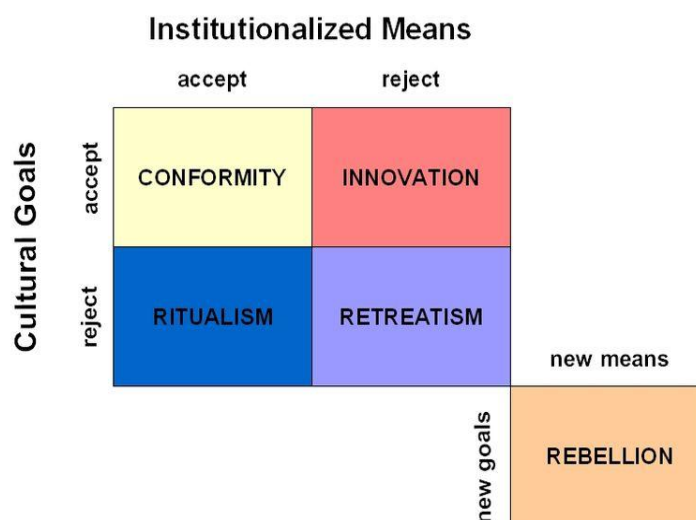 Institutionalized Means
accept reject
Cultural Goals
accept
CONFORMITY INNOVATION
reject
RITUALISM RETREATISM
new means
new goals
REBELLION